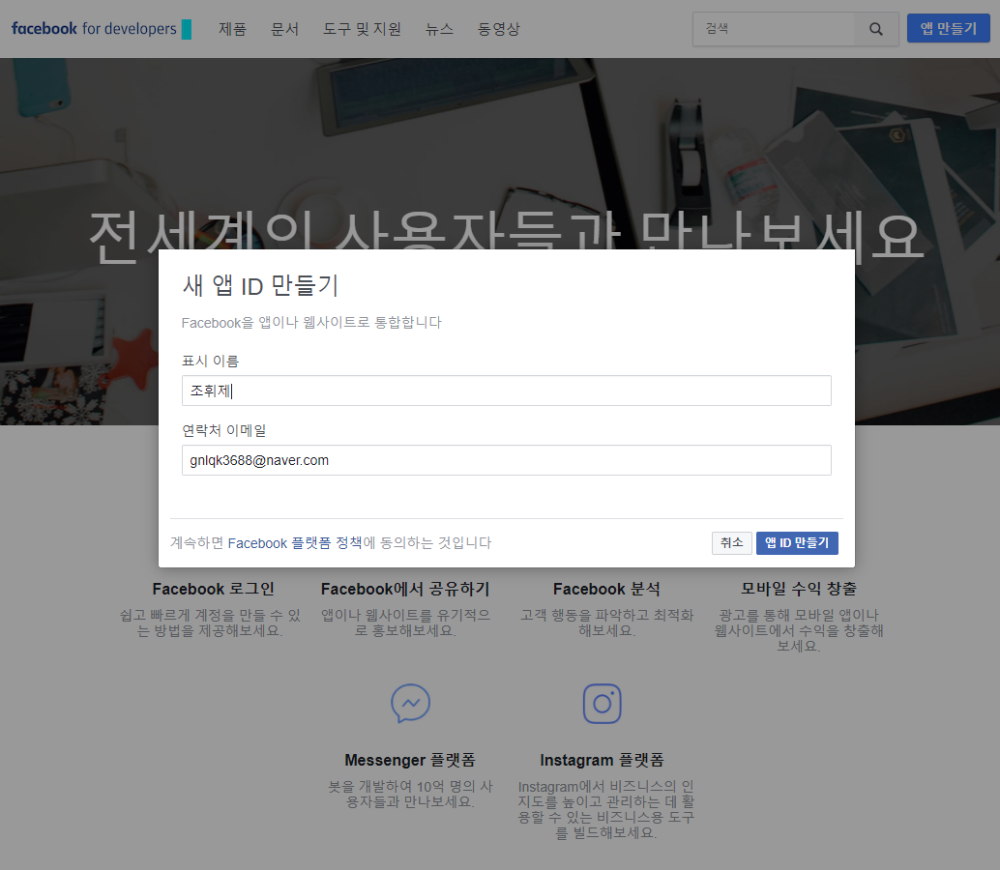 facebook for developers 제품 문서 도구 및 지원 뉴스 동영상 검색 앱 만들기
전세계의 사용자들과 만나보세요
새 앱 ID 만들기
Facebook을 앱이나 웹사이트로 통합합니다
표시 이름
조휘제
연락처 이메일
gnlqk3688@naver.com
계속하면 Facebook 플랫폼 정책에 동의하는 것입니다 취소 앱 ID 만들기
Facebook 로그인
쉽고 빠르게 계정을 만들 수 있
는 방법을 제공해보세요.
Facebook에서 공유하기
앱이나 웹사이트를 유기적으
로 홍보해보세요.
Facebook 분석
고객 행동을 파악하고 최적화
해보세요.
모바일 수익 창출
광고를 통해 모바일 앱이나
웹사이트에서 수익을 창출해
보세요.
Messenger 플랫폼
봇을 개발하여 10억 명의 사
용자들과 만나보세요.
Instagram 플랫폼
Instagram에서 비즈니스의 인
지도를 높이고 관리하는 데 활
용할 수 있는 비즈니스용 도구
를 빌드해보세요.